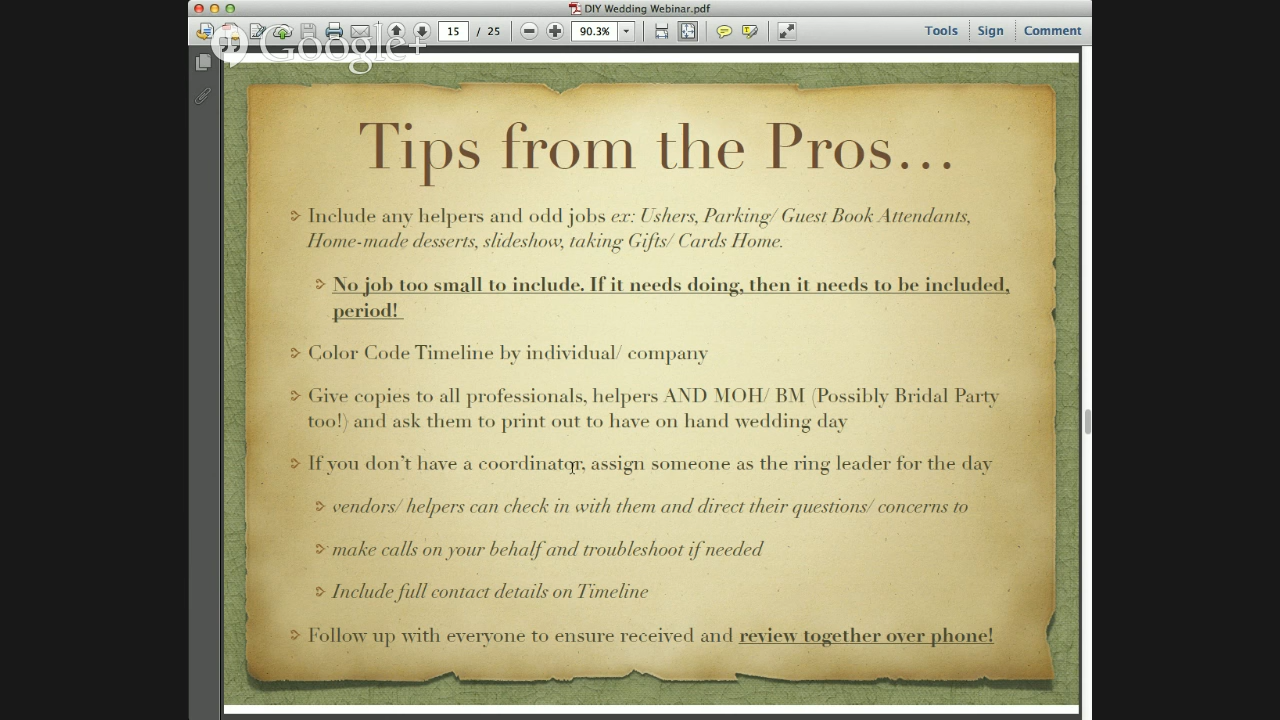 DIY Wedding Webinar.pdf
15 / 25 90.3% Tools Sign Comment
Google+
Tips from the Pros...
Include any helpers and odd jobs ex: Ushers, Parking/ Guest Book Attendants,
Home-made desserts, slideshow, taking Gifts/ Cards Home.
No job too small to include. If it needs doing, then it needs to be included,
period!
Color Code Timeline by individual/ company
Give copies to all professionals, helpers AND MOH/ BM (Possibly Bridal Party
too!) and ask them to print out to have on hand wedding day
If you don't have a coordinator, assign someone as the ring leader for the day
vendors/ helpers can check in with them and direct their questions/ concerns to
make calls on your behalf and troubleshoot if needed
Include full contact details on Timeline
Follow up with everyone to ensure received and review together over phone!